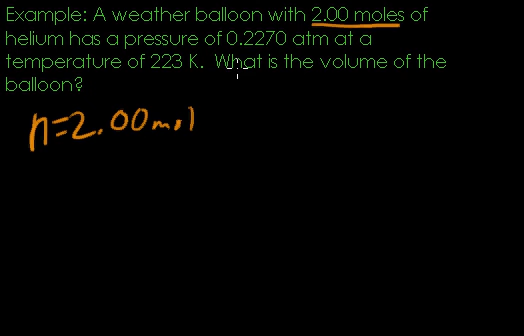 Example: A weather balloon with 2.00 moles of
helium has a pressure of 0.2270 atm at a
temperature of 223 K. What is the volume of the
balloon?
n=2.00mol